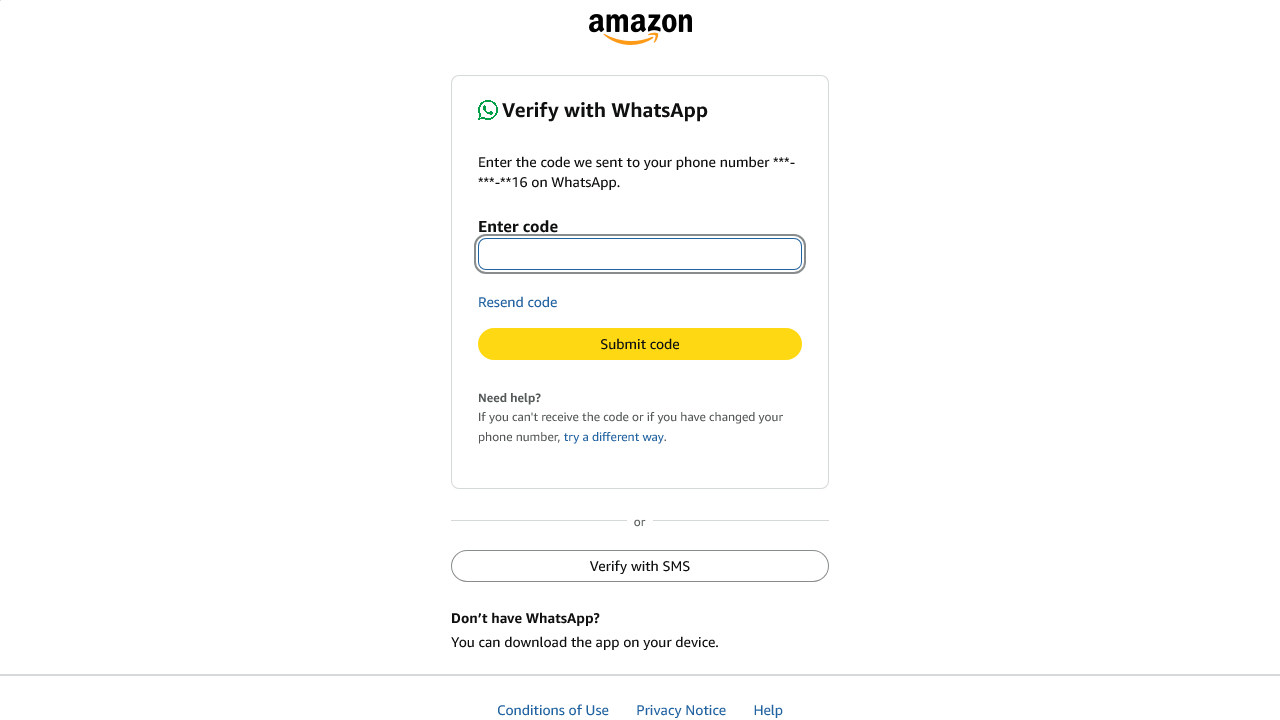 amazon
Verify with WhatsApp
Enter the code we sent to your phone number ***-
***-**16 on WhatsApp.
Enter code
Resend code
Submit code
Need help?
If you can't receive the code or if you have changed your
phone number, try a different way.
or
Verify with SMS
Don’t have WhatsApp?
You can download the app on your device.
Conditions of Use Privacy Notice Help